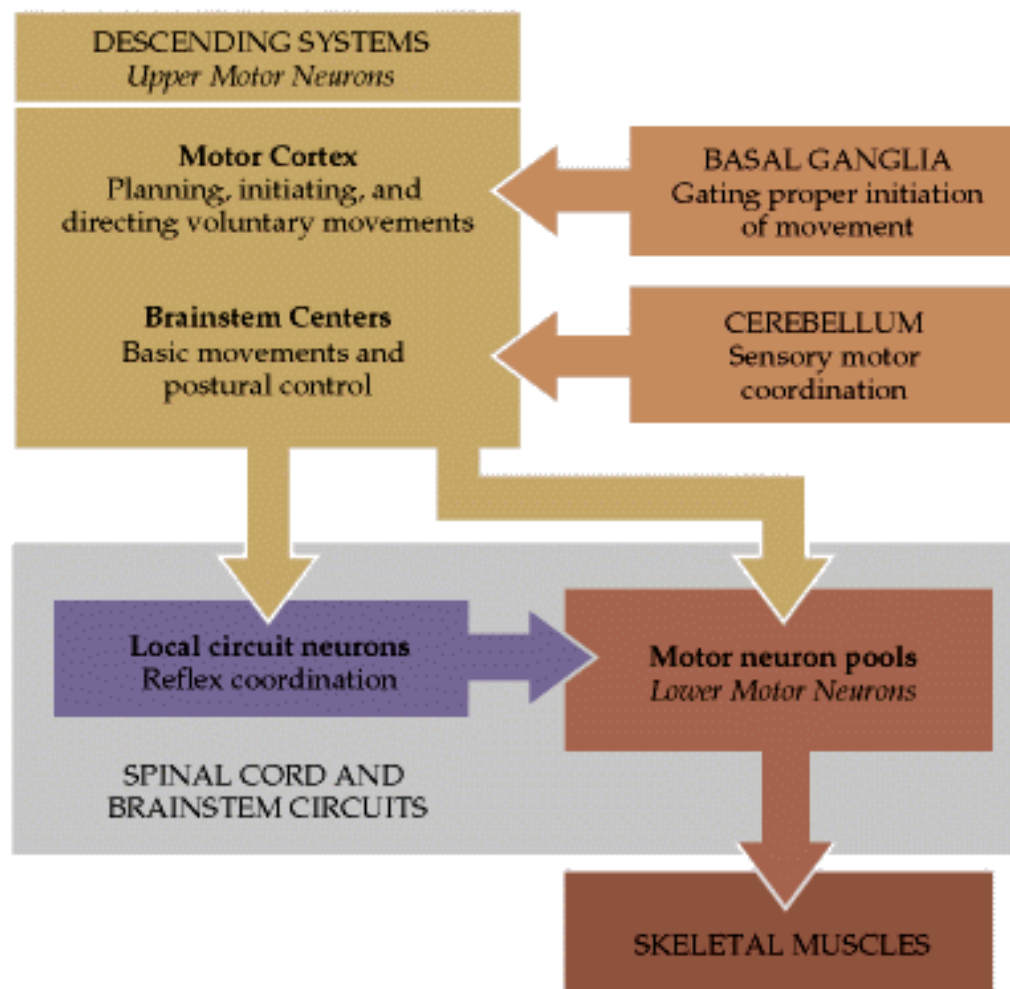 DESCENDING SYSTEMS
Upper Motor Neurons
Motor Cortex
Planning, initiating, and
directing voluntary movements
Brainstem Centers
Basic movements and
postural control
BASAL GANGLIA
Gating proper initiation
of movement
CEREBELLUM
Sensory motor
coordination
Local circuit neurons
Reflex coordination
Motor neuron pools
Lower Motor Neurons
SPINAL CORD AND
BRAINSTEM CIRCUITS
SKELETAL MUSCLES